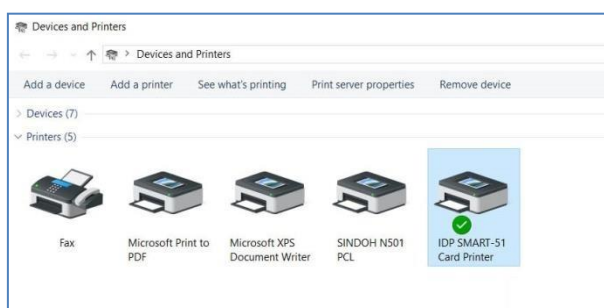 Devices and Printers
Devices and Printers
Add a device Add a printer See what's printing Print server properties Remove device
Devices (7)
Printers (5)
Fax
Microsoft Print to
PDF
Microsoft XPS
Document Writer
SINDOH N501
PCL
IDP SMART-51
Card Printer